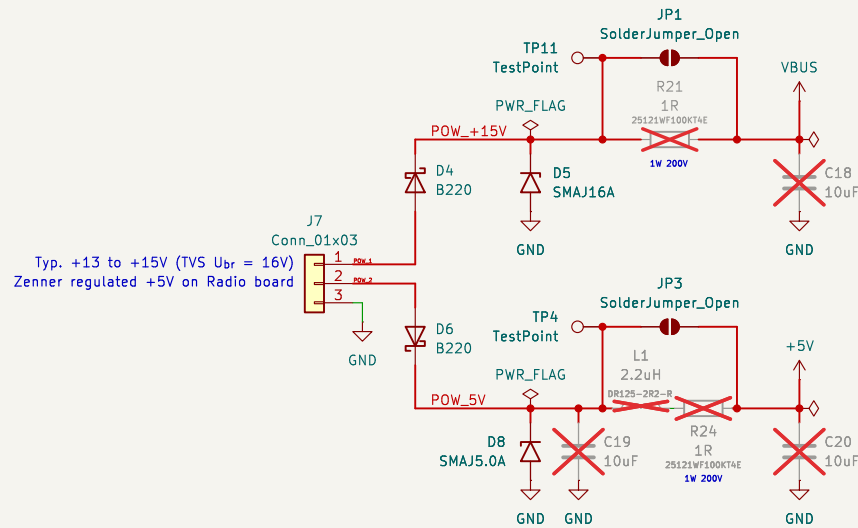 JP1
SolderJumper_Open
TP11
TestPoint
R21
1R
25121WF100KT4E
1W 200V
VBUS
PWR_FLAG
POW_+15V
D4
B220
D5
SMAJ16A
C18
10uF
GND
GND
J7
Conn_01x03
Typ. +13 to +15V (TVS Ubr = 16V)
Zenner regulated +5V on Radio board
1
2
3
POW_1
POW_2
GND
D6
B220
JP3
SolderJumper_Open
TP4
TestPoint
L1
2.2uH
DR125-2R2-R
+5V
PWR_FLAG
POW_5V
R24
1R
25121WF100KT4E
1W 200V
D8
SMAJ5.0A
C19
10uF
C20
10uF
GND
GND
GND